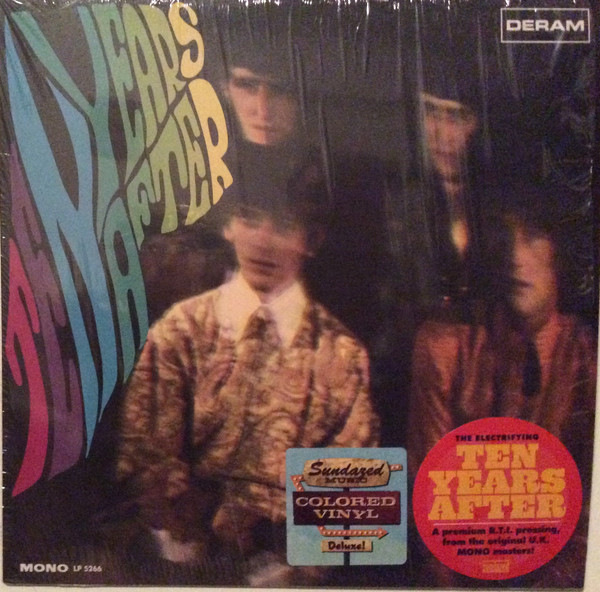 TEN YEARS
AFTER
DERAM
Sundazed
MUSIC
COLORED
VINYL
Deluxe!
THE ELECTRIFYING
TEN
YEARS
AFTER
A premium R.T.I. pressing,
from the original U.K.
MONO masters!
MONO LP 5266